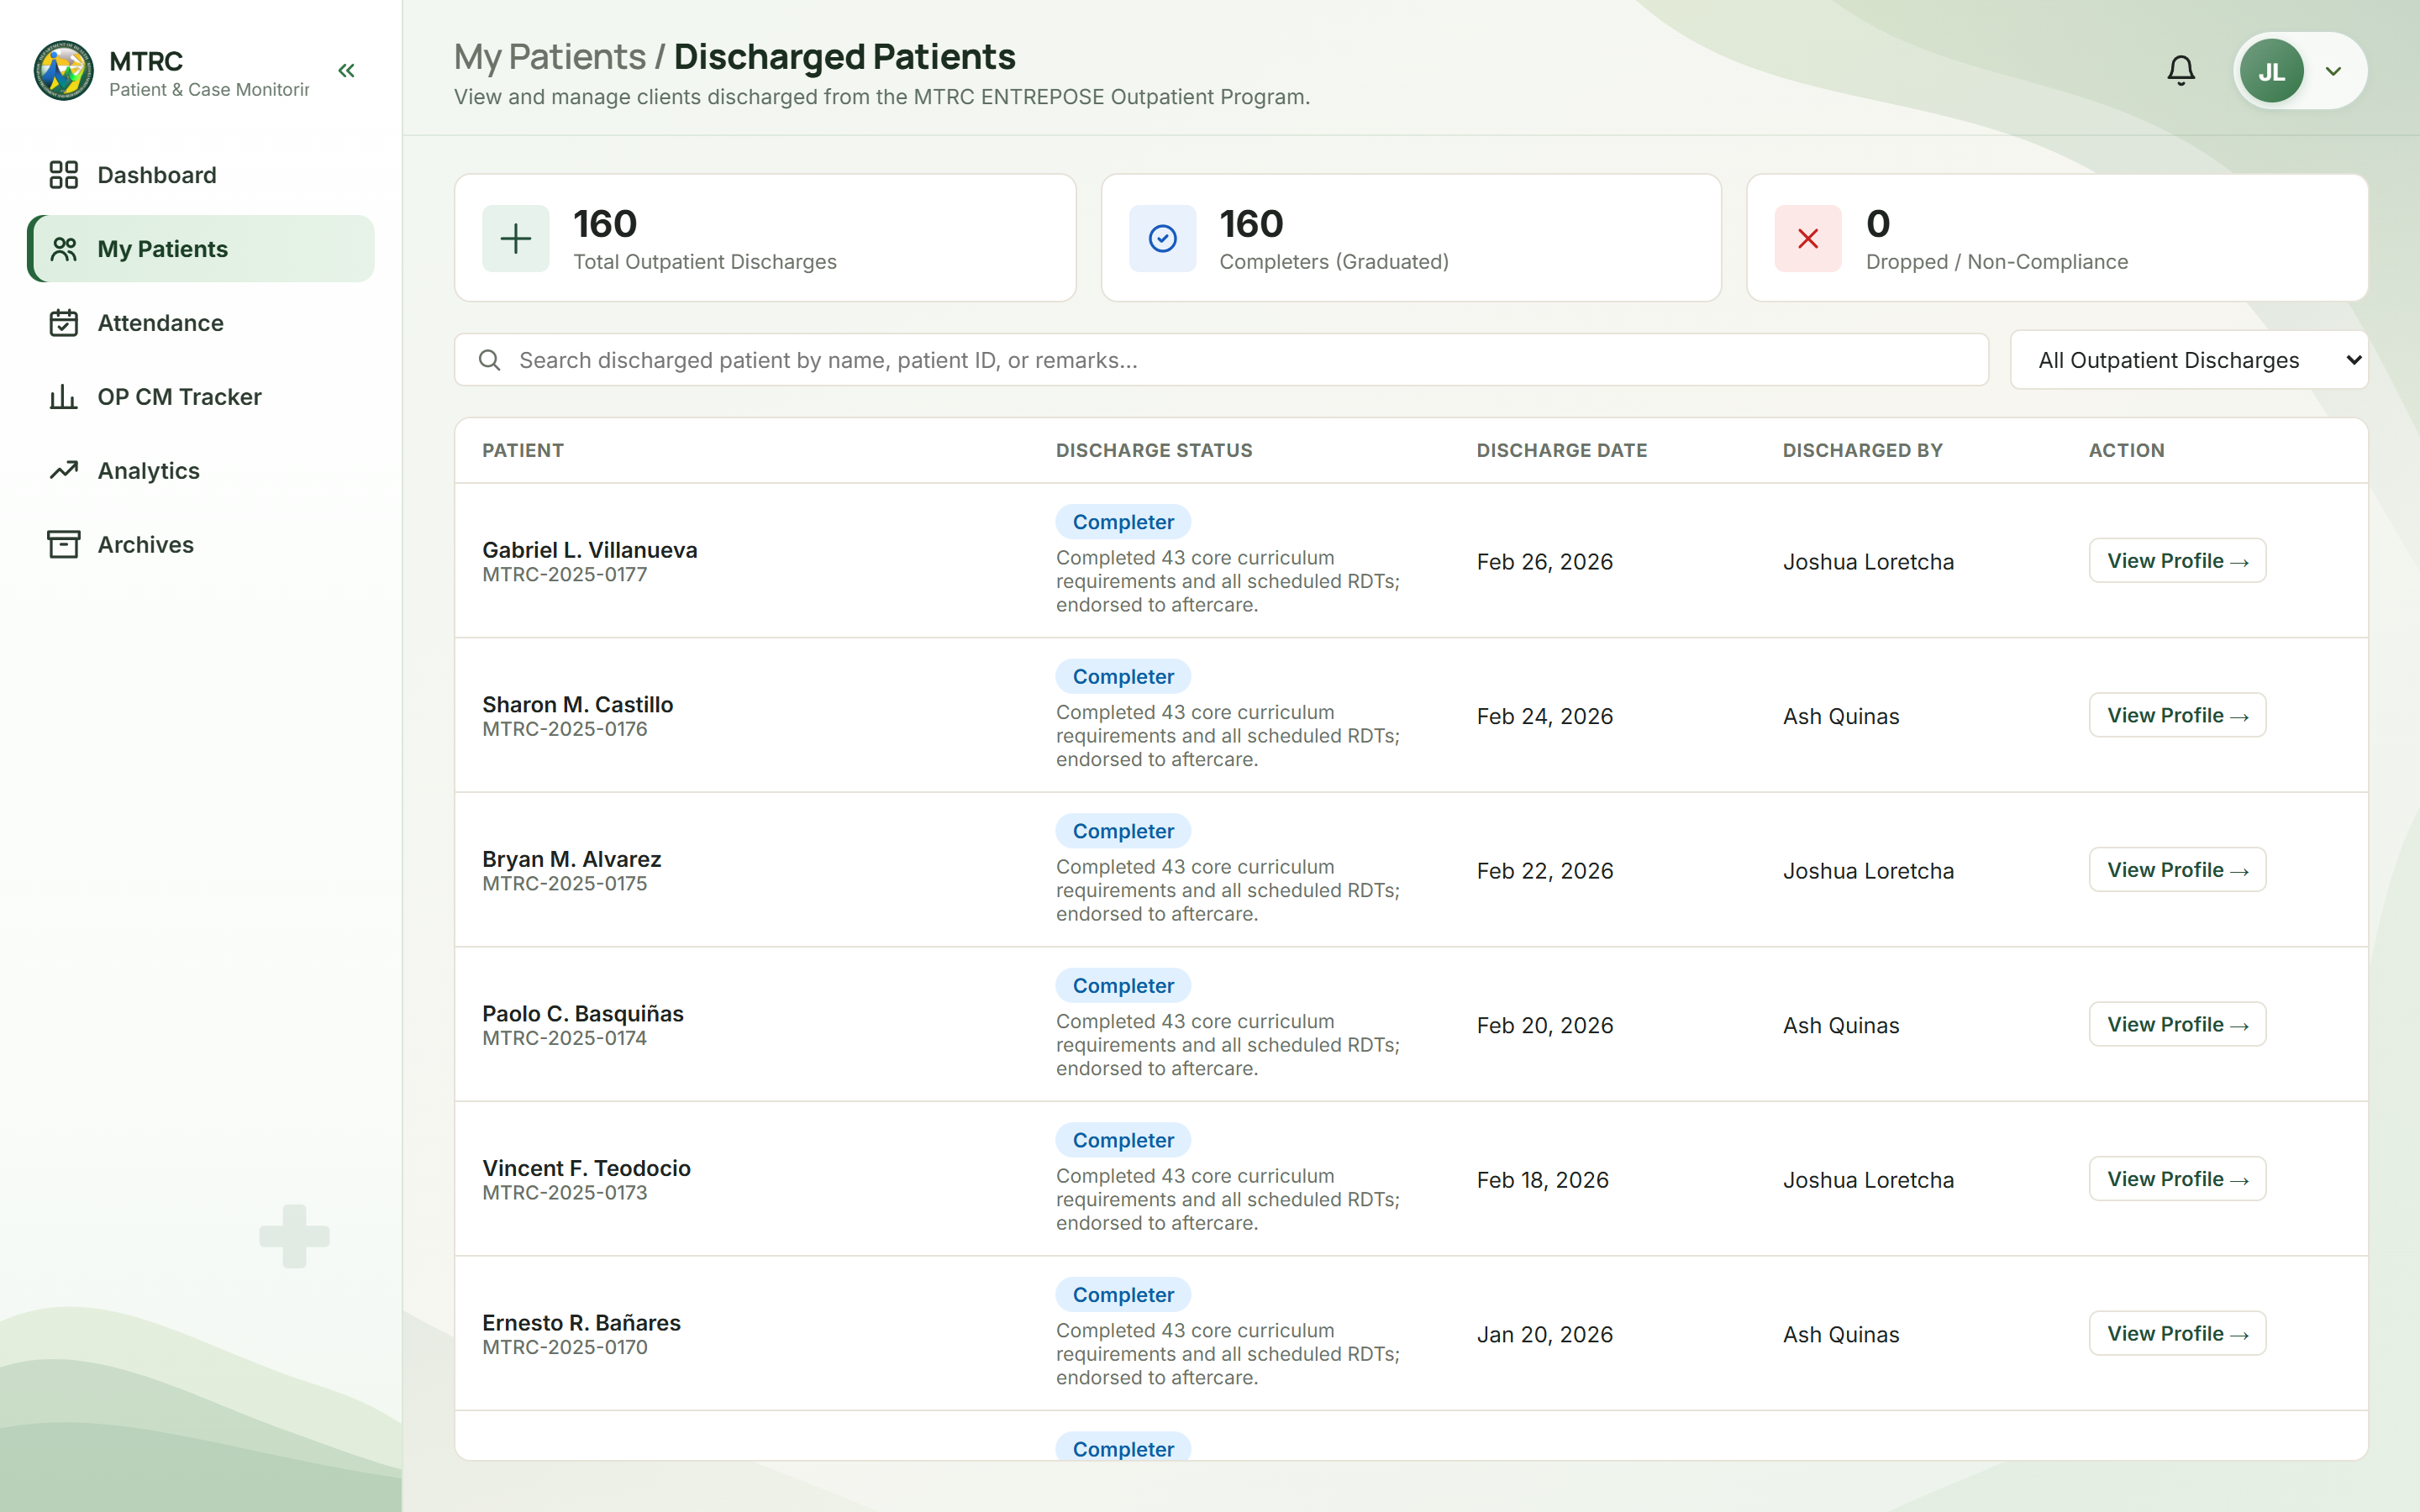 MTRC
Patient & Case Monitorin
Dashboard
My Patients
Attendance
OP CM Tracker
Analytics
Archives
My Patients / Discharged Patients
View and manage clients discharged from the MTRC ENTREPOSE Outpatient Program.
JL
160
Total Outpatient Discharges
160
Completers (Graduated)
0
Dropped / Non-Compliance
Search discharged patient by name, patient ID, or remarks...
All Outpatient Discharges
PATIENT DISCHARGE STATUS DISCHARGE DATE DISCHARGED BY ACTION
Completer
Gabriel L. Villanueva
MTRC-2025-0177
Completed 43 core curriculum
requirements and all scheduled RDTs;
endorsed to aftercare.
Feb 26, 2026
Joshua Loretcha
View Profile →
Completer
Sharon M. Castillo
MTRC-2025-0176
Completed 43 core curriculum
requirements and all scheduled RDTs;
endorsed to aftercare.
Feb 24, 2026
Ash Quinas
View Profile →
Completer
Bryan M. Alvarez
MTRC-2025-0175
Completed 43 core curriculum
requirements and all scheduled RDTs;
endorsed to aftercare.
Feb 22, 2026
Joshua Loretcha
View Profile →
Completer
Paolo C. Basquiñas
MTRC-2025-0174
Completed 43 core curriculum
requirements and all scheduled RDTs;
endorsed to aftercare.
Feb 20, 2026
Ash Quinas
View Profile →
Completer
Vincent F. Teodocio
MTRC-2025-0173
Completed 43 core curriculum
requirements and all scheduled RDTs;
endorsed to aftercare.
Feb 18, 2026
Joshua Loretcha
View Profile →
Completer
Ernesto R. Bañares
MTRC-2025-0170
Completed 43 core curriculum
requirements and all scheduled RDTs;
endorsed to aftercare.
Jan 20, 2026
Ash Quinas
View Profile →
Completer